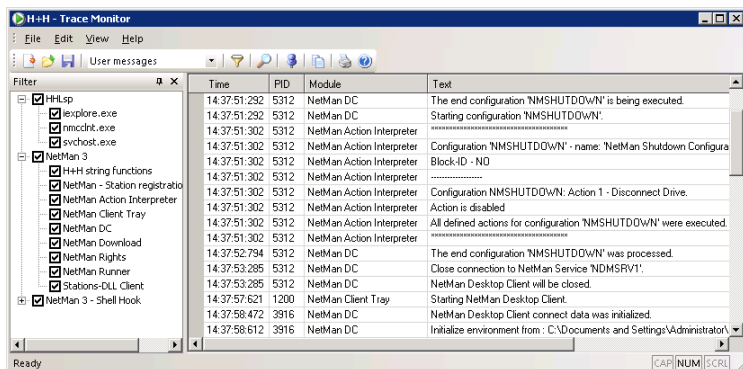 H+H - Trace Monitor
File Edit View Help
User messages
Filter
HHLsp
iexplore.exe
nmcclnt.exe
svchost.exe
NetMan 3
H+H string functions
NetMan - Station registratio
NetMan Action Interpreter
NetMan Client Tray
NetMan DC
NetMan Download
NetMan Rights
NetMan Runner
Stations-DLL Client
NetMan 3 - Shell Hook
Time PID Module Text
14:37:51:292 5312 NetMan DC The end configuration 'NMSHUTDOWN' is being executed.
14:37:51:292 5312 NetMan DC Starting configuration 'NMSHUTDOWN'.
14:37:51:302 5312 NetMan Action Interpreter
14:37:51:302 5312 NetMan Action Interpreter Configuration 'NMSHUTDOWN' - name: 'NetMan Shutdown Configura
14:37:51:302 5312 NetMan Action Interpreter Block-ID - NO
14:37:51:302 5312 NetMan Action Interpreter -------------------
14:37:51:302 5312 NetMan Action Interpreter Configuration NMSHUTDOWN: Action 1 - Disconnect Drive.
14:37:51:302 5312 NetMan Action Interpreter Action is disabled
14:37:51:302 5312 NetMan Action Interpreter All defined actions for configuration 'NMSHUTDOWN' were executed.
14:37:51:302 5312 NetMan Action Interpreter
14:37:52:794 5312 NetMan DC The end configuration 'NMSHUTDOWN' was processed.
14:37:53:285 5312 NetMan DC Close connection to NetMan Service 'NDMSRV1'.
14:37:53:285 5312 NetMan DC NetMan Desktop Client will be closed.
14:37:57:621 1200 NetMan Client Tray Starting NetMan Desktop Client.
14:37:58:472 3916 NetMan DC NetMan Desktop Client connect data was initialized.
14:37:58:612 3916 NetMan DC Initialize environment from : C:\Documents and Settings\Administrator\
Ready
CAP NUM SCRL